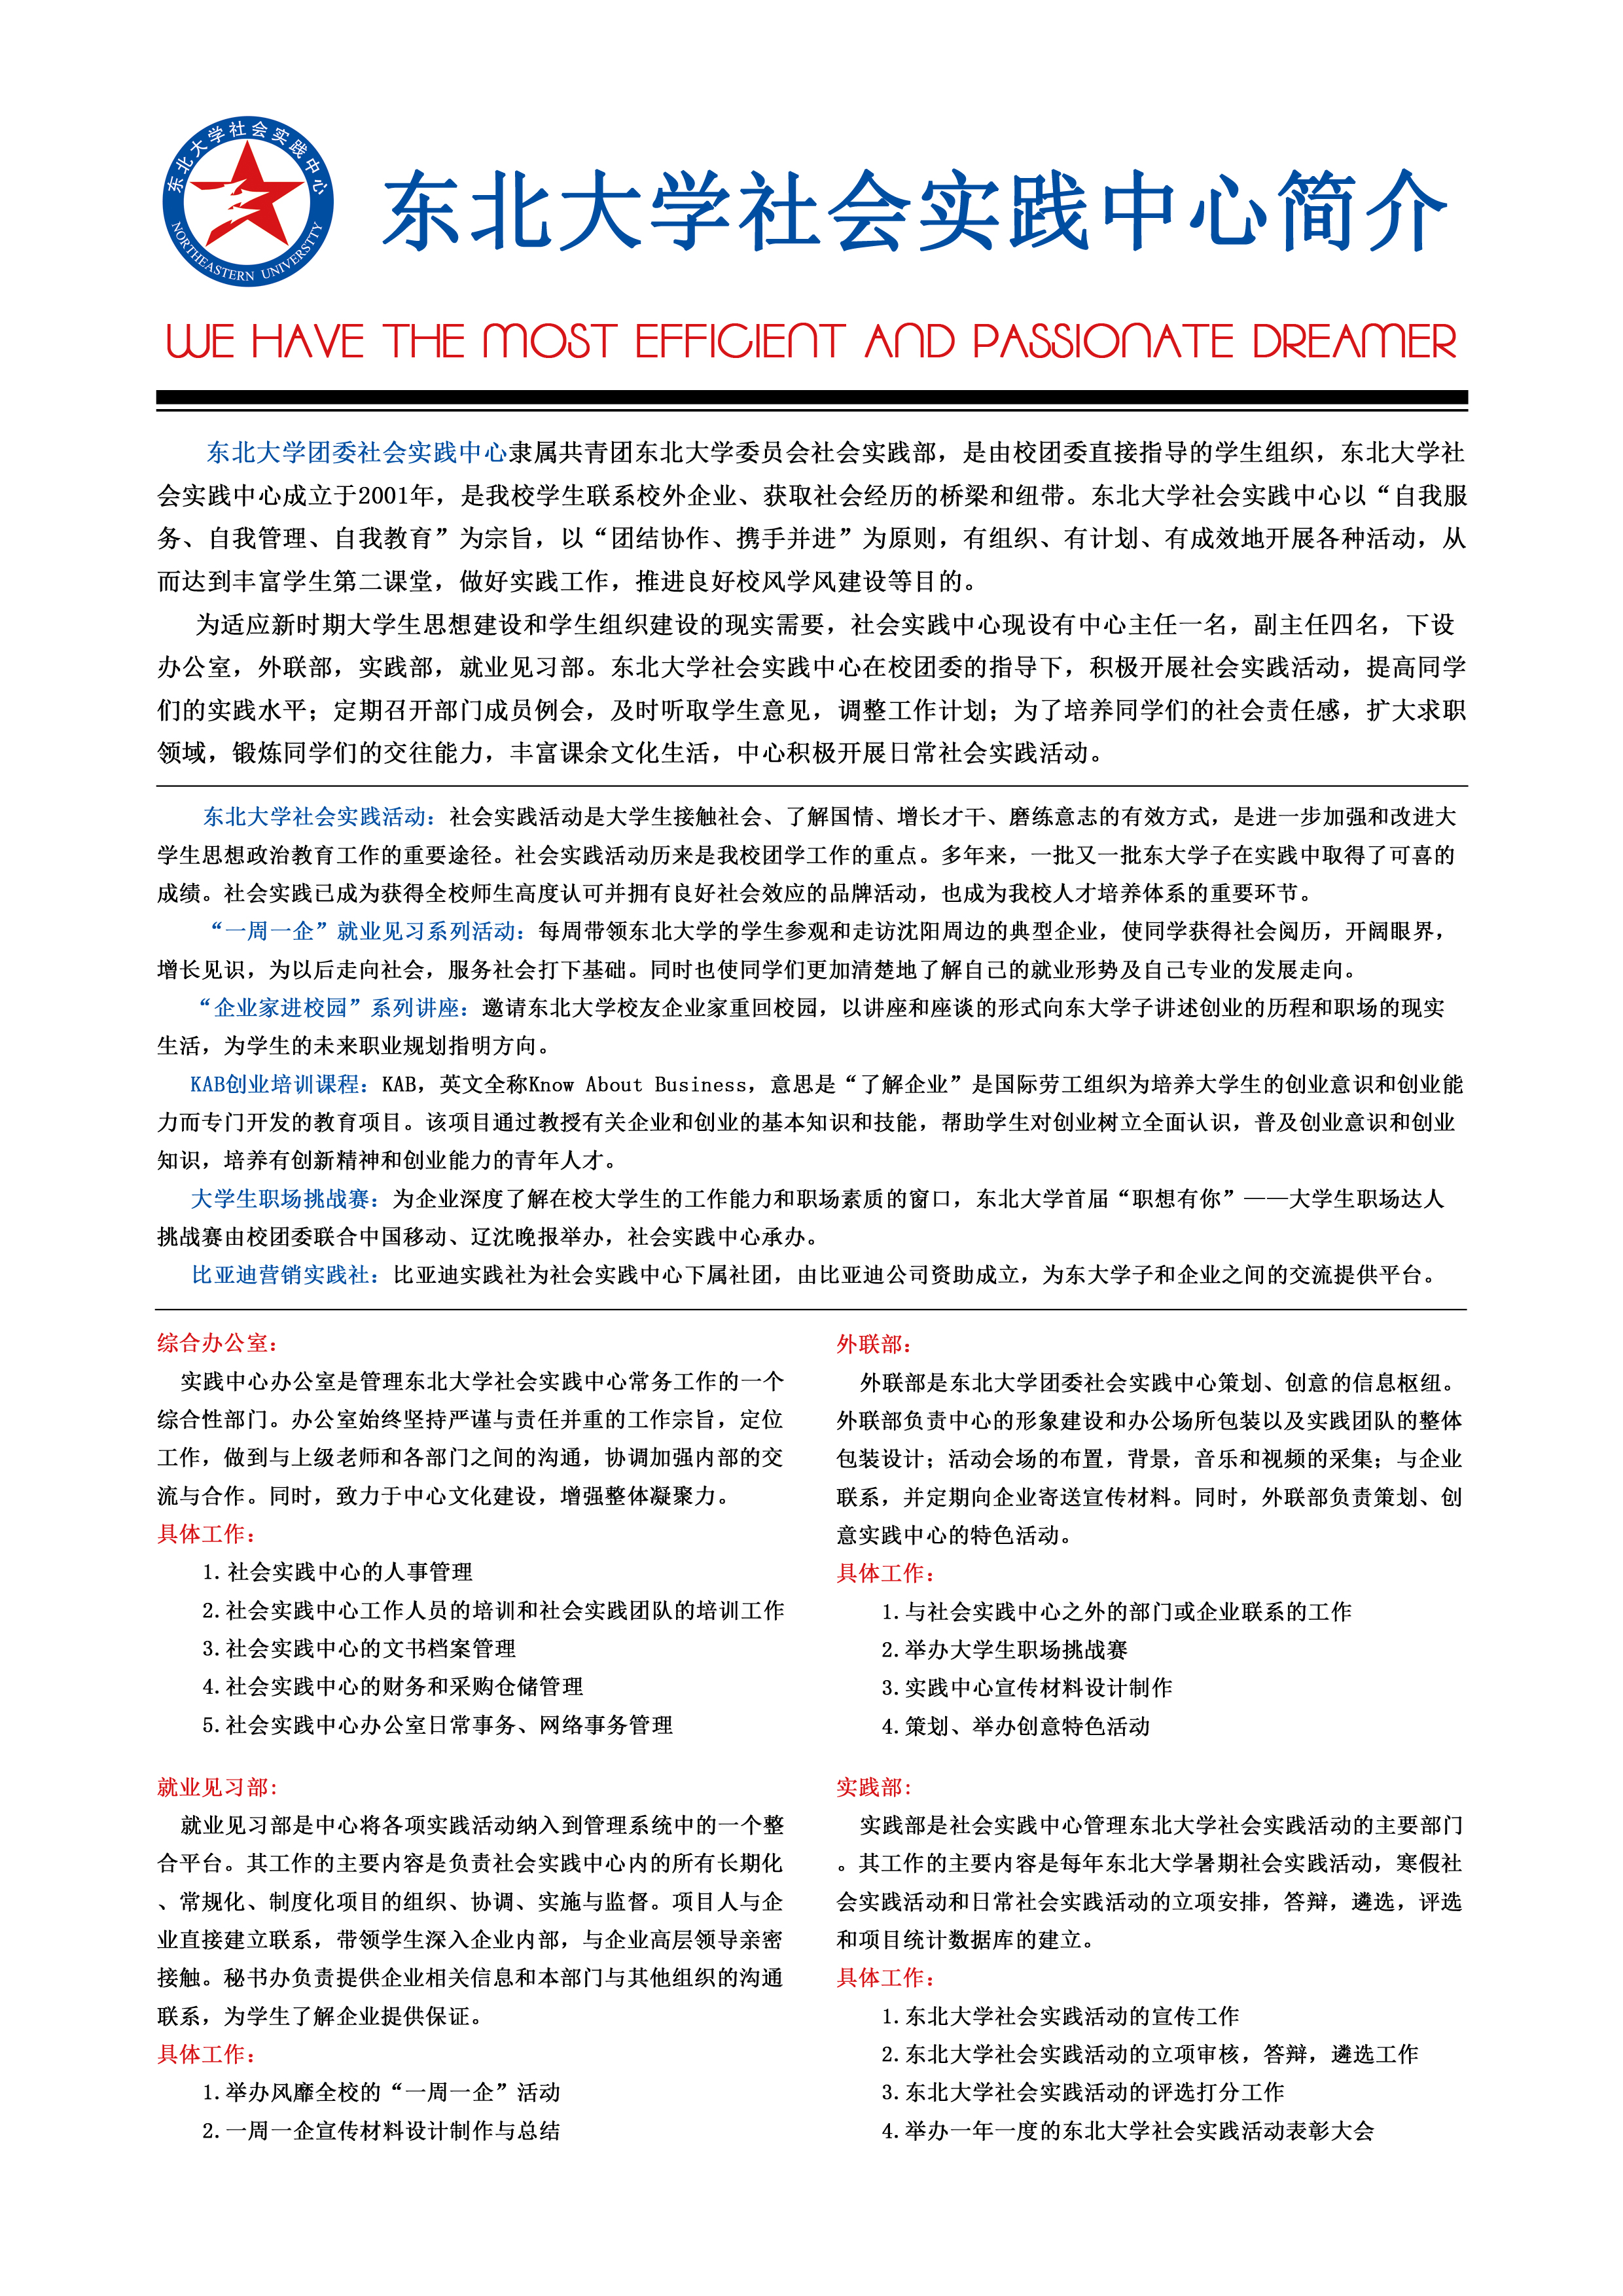 东北大学社会实践中心
NORTHEASTERN UNIVERSTTY
东北大学社会实践中心简介
WE HAVE THE MOST EFFICIENT AND PASSIONATE DREAMER
东北大学团委社会实践中心隶属共青团东北大学委员会社会实践部，是由校团委直接指导的学生组织，东北大学社
会实践中心成立于2001年，是我校学生联系校外企业、获取社会经历的桥梁和纽带。东北大学社会实践中心以“自我服
务、自我管理、自我教育”为宗旨，以“团结协作、携手并进”为原则，有组织、有计划、有成效地开展各种活动，从
而达到丰富学生第二课堂，做好实践工作，推进良好校风学风建设等目的。
为适应新时期大学生思想建设和学生组织建设的现实需要，社会实践中心现设有中心主任一名，副主任四名，下设
办公室，外联部，实践部，就业见习部。东北大学社会实践中心在校团委的指导下，积极开展社会实践活动，提高同学
们的实践水平；定期召开部门成员例会，及时听取学生意见，调整工作计划；为了培养同学们的社会责任感，扩大求职
领域，锻炼同学们的交往能力，丰富课余文化生活，中心积极开展日常社会实践活动。
东北大学社会实践活动：社会实践活动是大学生接触社会、了解国情、增长才干、磨练意志的有效方式，是进一步加强和改进大
学生思想政治教育工作的重要途径。社会实践活动历来是我校团学工作的重点。多年来，一批又一批东大学子在实践中取得了可喜的
成绩。社会实践已成为获得全校师生高度认可并拥有良好社会效应的品牌活动，也成为我校人才培养体系的重要环节。
“一周一企”就业见习系列活动：每周带领东北大学的学生参观和走访沈阳周边的典型企业，使同学获得社会阅历，开阔眼界，
增长见识，为以后走向社会，服务社会打下基础。同时也使同学们更加清楚地了解自己的就业形势及自己专业的发展走向。
“企业家进校园”系列讲座：邀请东北大学校友企业家重回校园，以讲座和座谈的形式向东大学子讲述创业的历程和职场的现实
生活，为学生的未来职业规划指明方向。
KAB创业培训课程：KAB，英文全称Know About Business，意思是“了解企业”是国际劳工组织为培养大学生的创业意识和创业能
力而专门开发的教育项目。该项目通过教授有关企业和创业的基本知识和技能，帮助学生对创业树立全面认识，普及创业意识和创业
知识，培养有创新精神和创业能力的青年人才。
大学生职场挑战赛：为企业深度了解在校大学生的工作能力和职场素质的窗口，东北大学首届“职想有你”——大学生职场达人
挑战赛由校团委联合中国移动、辽沈晚报举办，社会实践中心承办。
比亚迪营销实践社：比亚迪实践社为社会实践中心下属社团，由比亚迪公司资助成立，为东大学子和企业之间的交流提供平台。
综合办公室：
实践中心办公室是管理东北大学社会实践中心常务工作的一个
综合性部门。办公室始终坚持严谨与责任并重的工作宗旨，定位
工作，做到与上级老师和各部门之间的沟通，协调加强内部的交
流与合作。同时，致力于中心文化建设，增强整体凝聚力。
具体工作：
1.社会实践中心的人事管理
2.社会实践中心工作人员的培训和社会实践团队的培训工作
3.社会实践中心的文书档案管理
4.社会实践中心的财务和采购仓储管理
5.社会实践中心办公室日常事务、网络事务管理
外联部：
外联部是东北大学团委社会实践中心策划、创意的信息枢纽。
外联部负责中心的形象建设和办公场所包装以及实践团队的整体
包装设计；活动会场的布置，背景，音乐和视频的采集；与企业
联系，并定期向企业寄送宣传材料。同时，外联部负责策划、创
意实践中心的特色活动。
具体工作：
1.与社会实践中心之外的部门或企业联系的工作
2.举办大学生职场挑战赛
3.实践中心宣传材料设计制作
4.策划、举办创意特色活动
就业见习部：
就业见习部是中心将各项实践活动纳入到管理系统中的一个整
合平台。其工作的主要内容是负责社会实践中心内的所有长期化
、常规化、制度化项目的组织、协调、实施与监督。项目人与企
业直接建立联系，带领学生深入企业内部，与企业高层领导亲密
接触。秘书办负责提供企业相关信息和本部门与其他组织的沟通
联系，为学生了解企业提供保证。
具体工作：
1.举办风靡全校的“一周一企”活动
2.一周一企宣传材料设计制作与总结
实践部：
实践部是社会实践中心管理东北大学社会实践活动的主要部门
。其工作的主要内容是每年东北大学暑期社会实践活动，寒假社
会实践活动和日常社会实践活动的立项安排，答辩，遴选，评选
和项目统计数据库的建立。
具体工作：
1.东北大学社会实践活动的宣传工作
2.东北大学社会实践活动的立项审核，答辩，遴选工作
3.东北大学社会实践活动的评选打分工作
4.举办一年一度的东北大学社会实践活动表彰大会